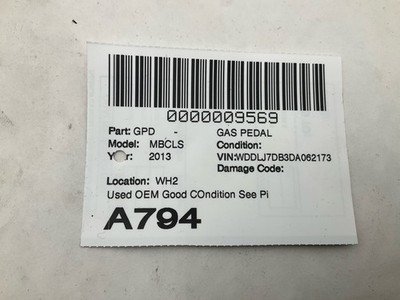 0000009569
Part: GPD - GAS PEDAL
Model: MBCLS Condition:
Year: 2013 VIN:WDDLJ7DB3DA062173
Damage Code:
Location: WH2
Used OEM Good COndition See Pi
A794